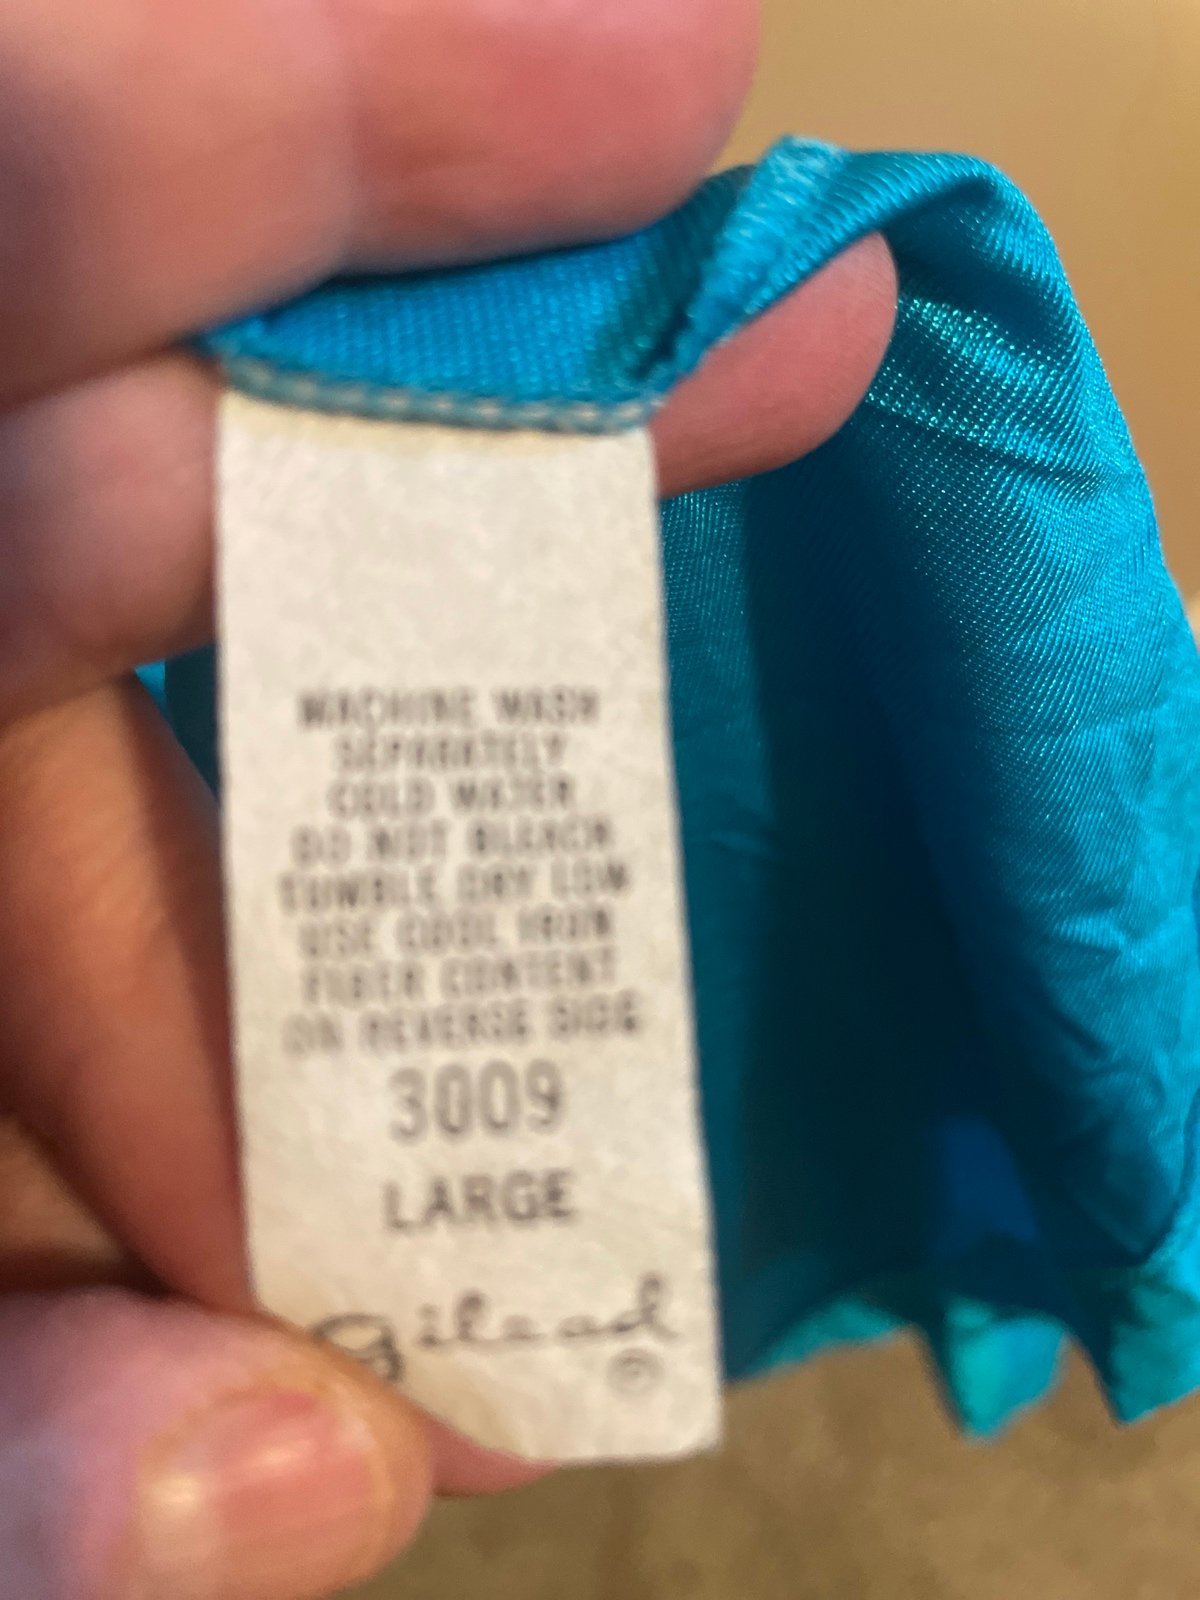 MACHINE WASH
SEPARATELY
COLD WATER
DO NOT BLEACH
TUMBLE DRY LOW
USE COOL IRON
FIBER CONTENT
ON REVERSE SIDE
3009
LARGE
Gilead
®